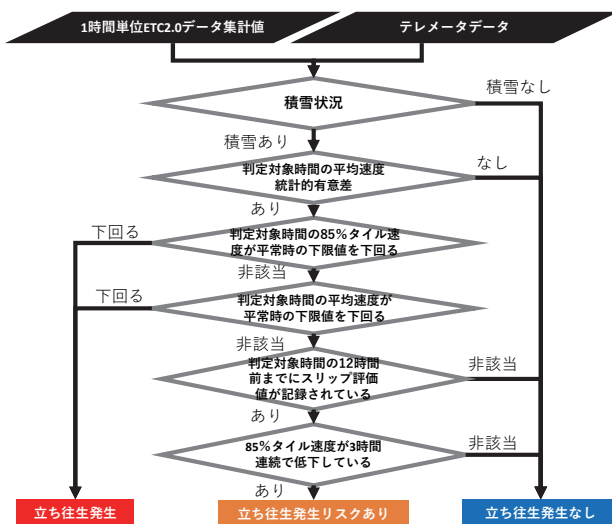 1時間単位ETC2.0データ集計値
テレメータデータ
積雪状況
積雪なし
積雪あり
判定対象時間の平均速度
統計的有意差
なし
あり
判定対象時間の85%タイル速
度が平常時の下限値を下回る
下回る
非該当
判定対象時間の平均速度が
平常時の下限値を下回る
下回る
非該当
判定対象時間の12時間
前までにスリップ評価
値が記録されている
非該当
あり
85%タイル速度が3時間
連続で低下している
非該当
あり
立ち往生発生
立ち往生発生リスクあり
立ち往生発生なし